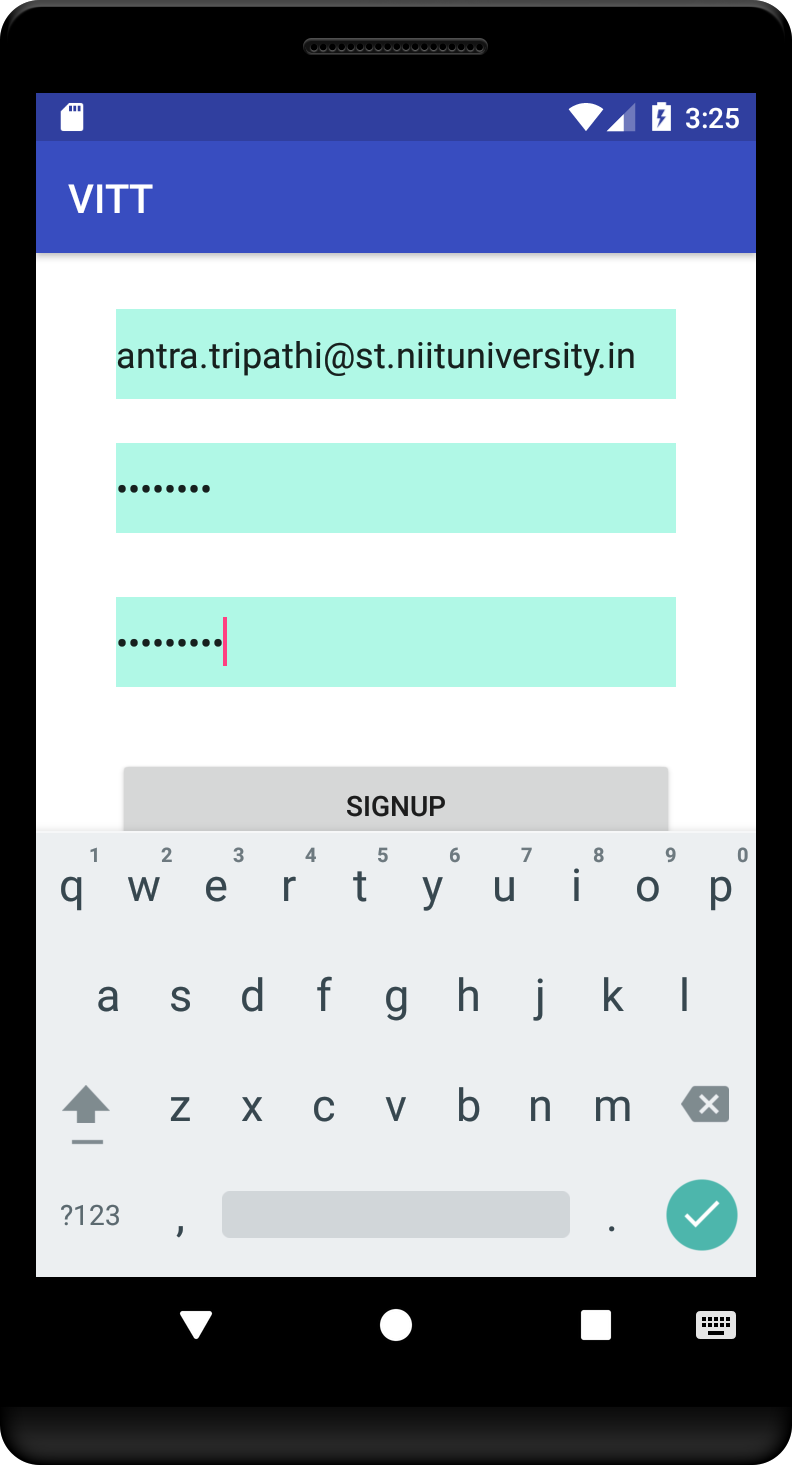 3:25
VITT
antra.tripathi@st.niituniversity.in
••••••••
•••••••••
SIGNUP
1 2 3 4 5 6 7 8 9 0
q w e r t y u i o p
a s d f g h j k l
z x c v b n m
?123 , .